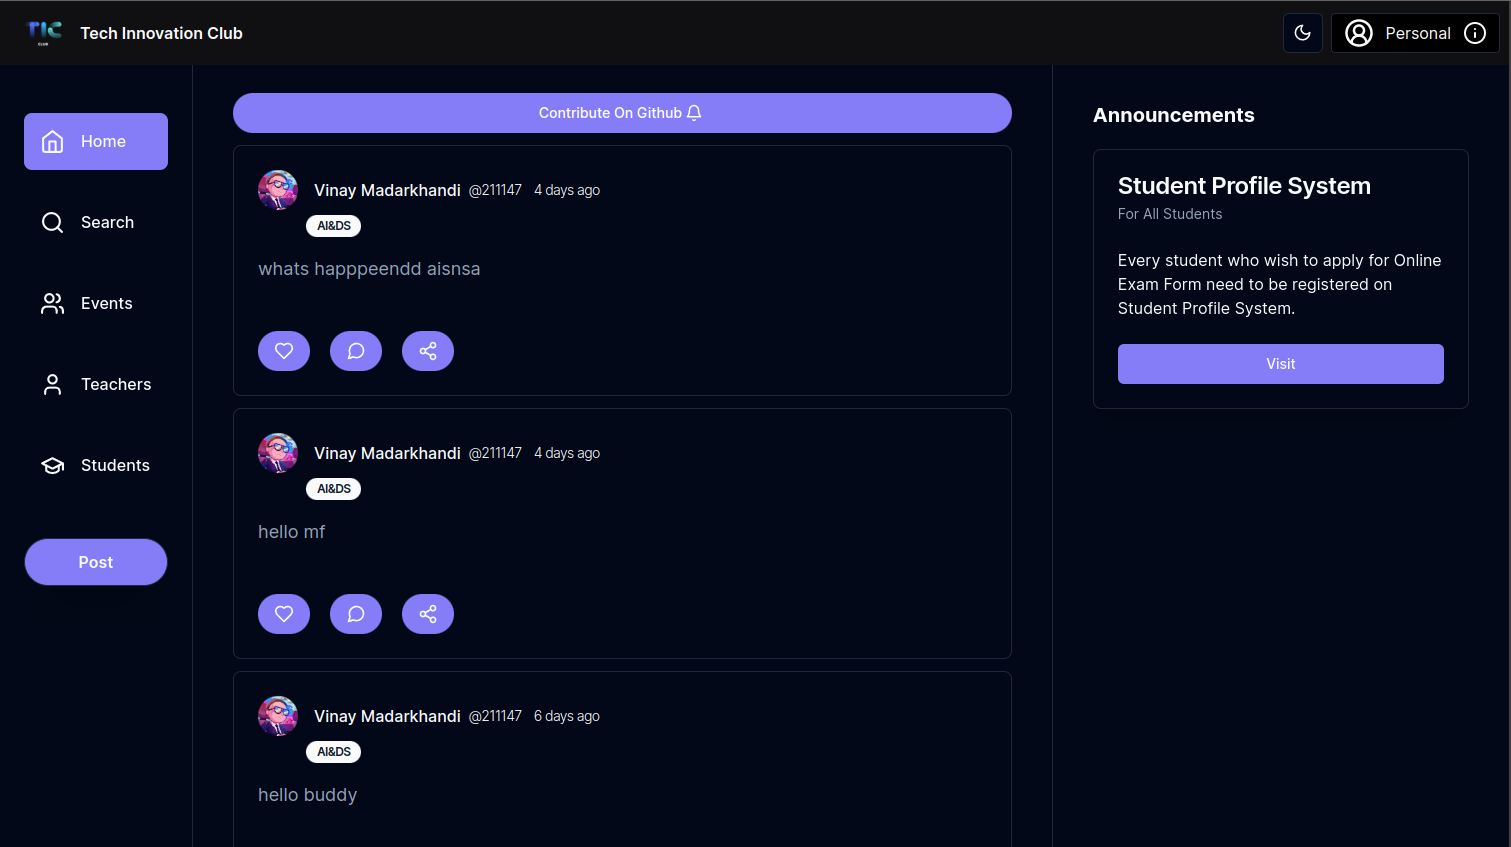 TIC
CLUB
Tech Innovation Club
Personal
Home
Search
Events
Teachers
Students
Post
Contribute On Github
Vinay Madarkhandi @211147 4 days ago
AI&DS
whats happpeendd aisnsa
Vinay Madarkhandi @211147 4 days ago
AI&DS
hello mf
Vinay Madarkhandi @211147 6 days ago
AI&DS
hello buddy
Announcements
Student Profile System
For All Students
Every student who wish to apply for Online
Exam Form need to be registered on
Student Profile System.
Visit